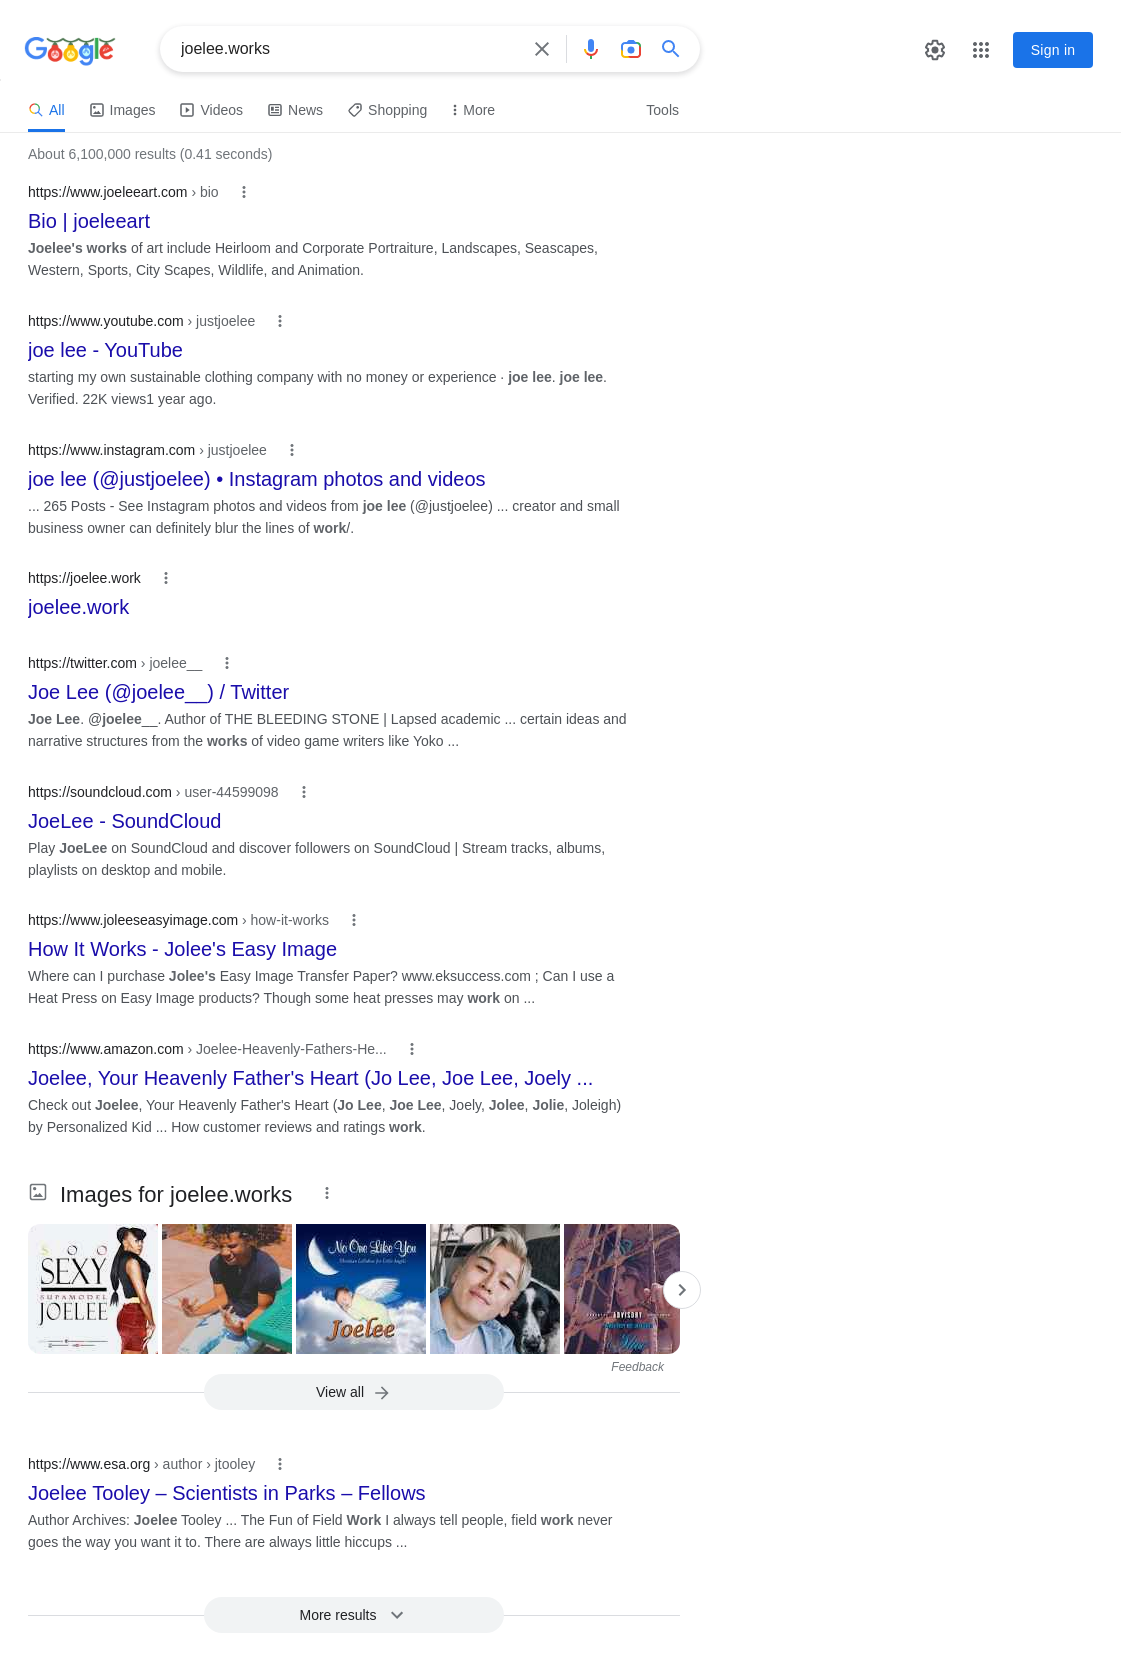 Google
joelee.works
Sign in
All
Images
Videos
News
Shopping
More
Tools
About 6,100,000 results (0.41 seconds)
https://www.joeleeart.com › bio
Bio | joeleeart
Joelee's works of art include Heirloom and Corporate Portraiture, Landscapes, Seascapes,
Western, Sports, City Scapes, Wildlife, and Animation.
https://www.youtube.com › justjoelee
joe lee - YouTube
starting my own sustainable clothing company with no money or experience · joe lee. joe lee.
Verified. 22K views1 year ago.
https://www.instagram.com › justjoelee
joe lee (@justjoelee) • Instagram photos and videos
... 265 Posts - See Instagram photos and videos from joe lee (@justjoelee) ... creator and small
business owner can definitely blur the lines of work/.
https://joelee.work
joelee.work
https://twitter.com › joelee__
Joe Lee (@joelee__) / Twitter
Joe Lee. @joelee__. Author of THE BLEEDING STONE | Lapsed academic ... certain ideas and
narrative structures from the works of video game writers like Yoko ...
https://soundcloud.com › user-44599098
JoeLee - SoundCloud
Play JoeLee on SoundCloud and discover followers on SoundCloud | Stream tracks, albums,
playlists on desktop and mobile.
https://www.joleeseasyimage.com › how-it-works
How It Works - Jolee's Easy Image
Where can I purchase Jolee's Easy Image Transfer Paper? www.eksuccess.com ; Can I use a
Heat Press on Easy Image products? Though some heat presses may work on ...
https://www.amazon.com › Joelee-Heavenly-Fathers-He...
Joelee, Your Heavenly Father's Heart (Jo Lee, Joe Lee, Joely ...
Check out Joelee, Your Heavenly Father's Heart (Jo Lee, Joe Lee, Joely, Jolee, Jolie, Joleigh)
by Personalized Kid ... How customer reviews and ratings work.
Images for joelee.works
SOO
SEXY
SUPAMODEL
JOELEE
No One Like You
Christian Lullabies for Little Angels
Joelee
ADVISORY
Feedback
View all
https://www.esa.org › author › jtooley
Joelee Tooley – Scientists in Parks – Fellows
Author Archives: Joelee Tooley ... The Fun of Field Work I always tell people, field work never
goes the way you want it to. There are always little hiccups ...
More results